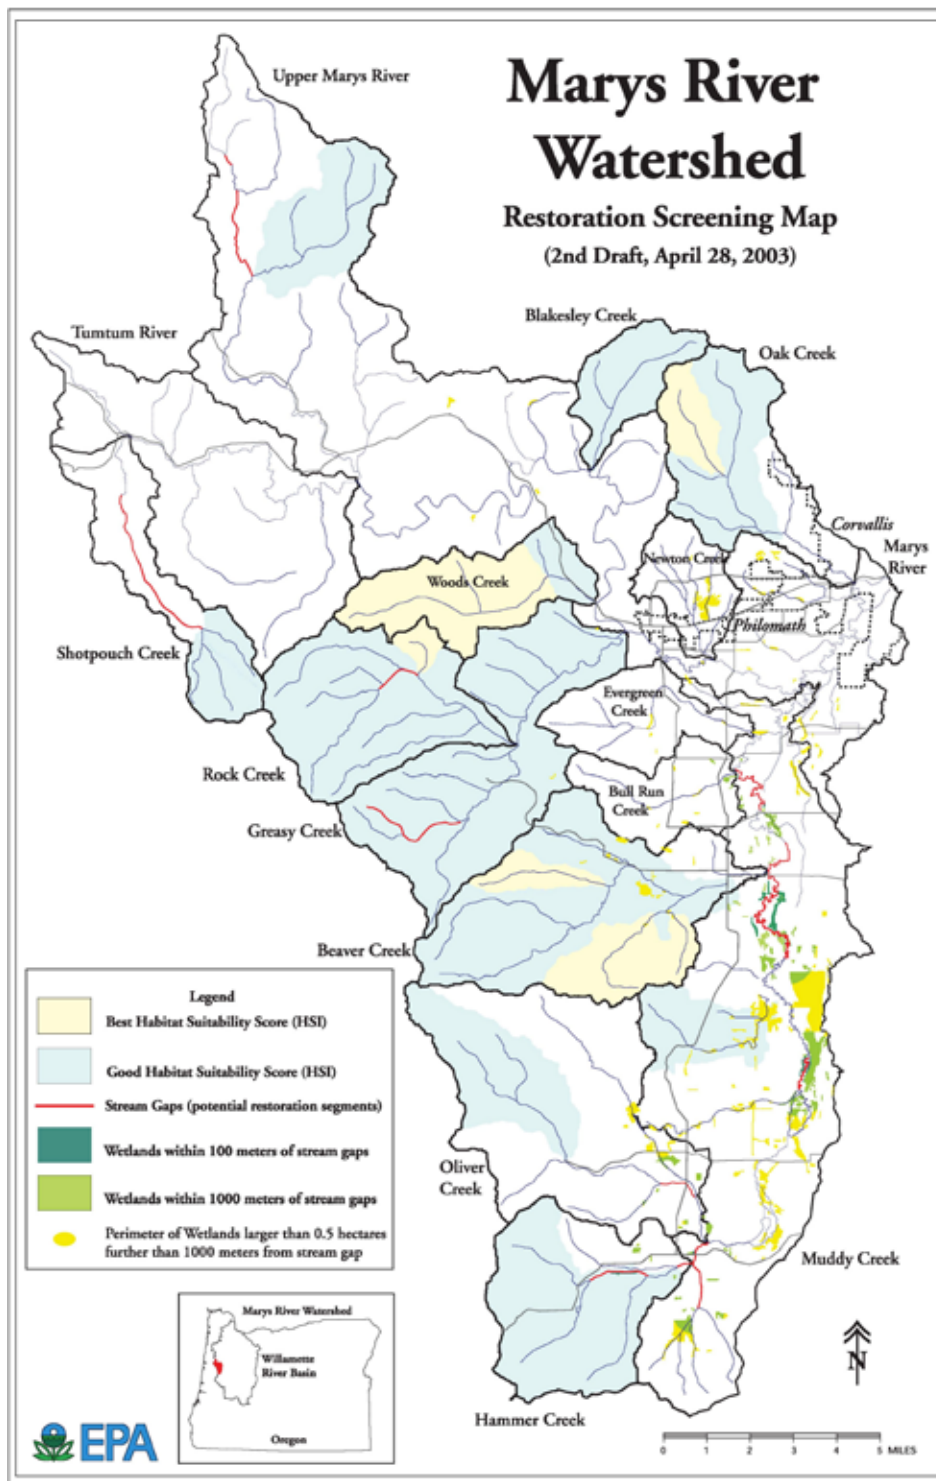 Marys River
Watershed
Restoration Screening Map
(2nd Draft, April 28, 2003)
Upper Marys River
Tumtum River
Blakesley Creek
Oak Creek
Corvallis
Marys
River
Newton Creek
Woods Creek
Philomath
Shotpouch Creek
Evergreen
Creek
Rock Creek
Bull Run
Creek
Greasy Creek
Beaver Creek
Legend
Best Habitat Suitability Score (HSI)
Good Habitat Suitability Score (HSI)
Stream Gaps (potential restoration segments)
Wetlands within 100 meters of stream gaps
Wetlands within 1000 meters of stream gaps
Perimeter of Wetlands larger than 0.5 hectares
further than 1000 meters from stream gap
Oliver
Creek
Muddy Creek
Marys River Watershed
Willamette
River Basin
Oregon
N
Hammer Creek
EPA
0 1 2 3 4 5 MILES